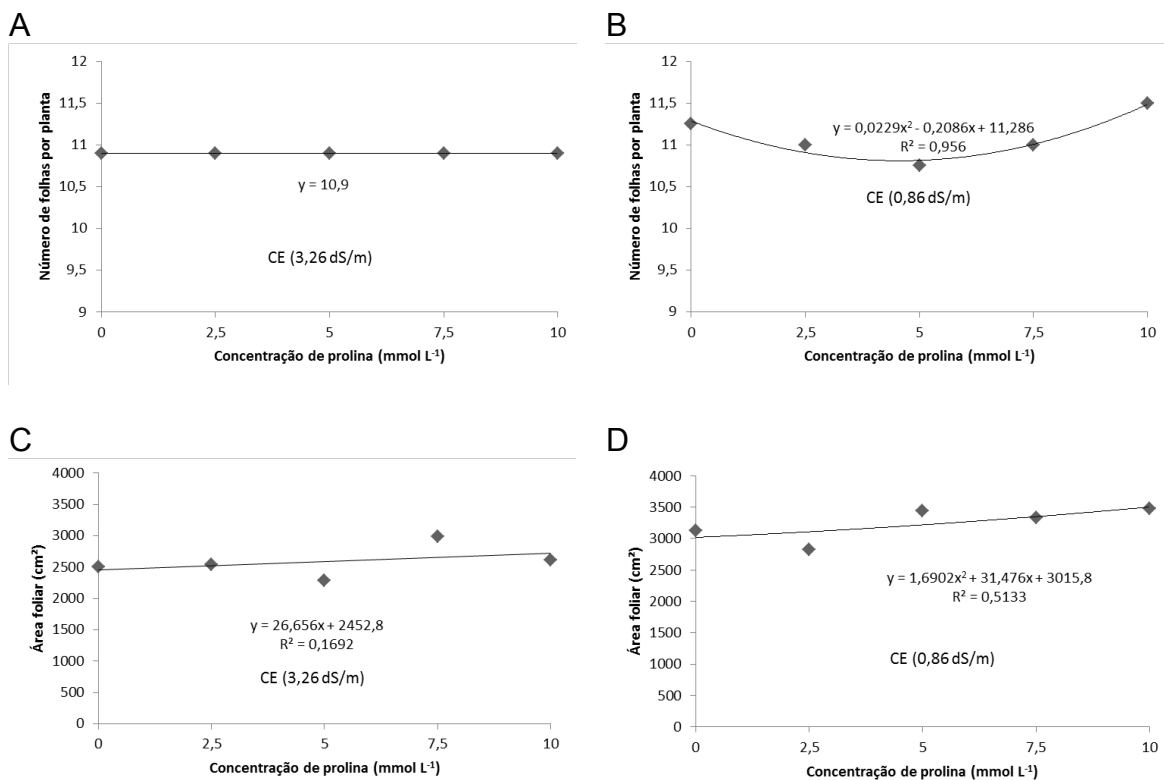 A
Número de folhas por planta
12
11,5
11
10,5
10
9,5
9
y = 10,9
CE (3,26 dS/m)
0 2,5 5 7,5 10
Concentração de prolina (mmol L⁻¹)
B
Número de folhas por planta
12
11,5
11
10,5
10
9,5
9
y = 0,0229x² - 0,2086x + 11,286
R² = 0,956
CE (0,86 dS/m)
0 2,5 5 7,5 10
Concentração de prolina (mmol L⁻¹)
C
Área foliar (cm²)
4000
3500
3000
2500
2000
1500
1000
500
0
y = 26,656x + 2452,8
R² = 0,1692
CE (3,26 dS/m)
0 2,5 5 7,5 10
Concentração de prolina (mmol L⁻¹)
D
Área foliar (cm²)
4000
3500
3000
2500
2000
1500
1000
500
0
y = 1,6902x² + 31,476x + 3015,8
R² = 0,5133
CE (0,86 dS/m)
0 2,5 5 7,5 10
Concentração de prolina (mmol L⁻¹)